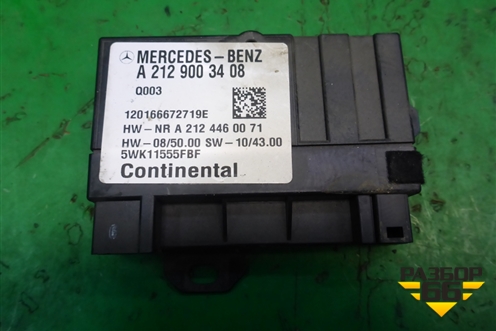 MERCEDES-BENZ
A 212 900 34 08
Q003
120166672719E
HW-NR A 212 446 00 71
HW-08/50.00 SW-10/43.00
5WK11555FBF
Continental
РАЗБОР
66